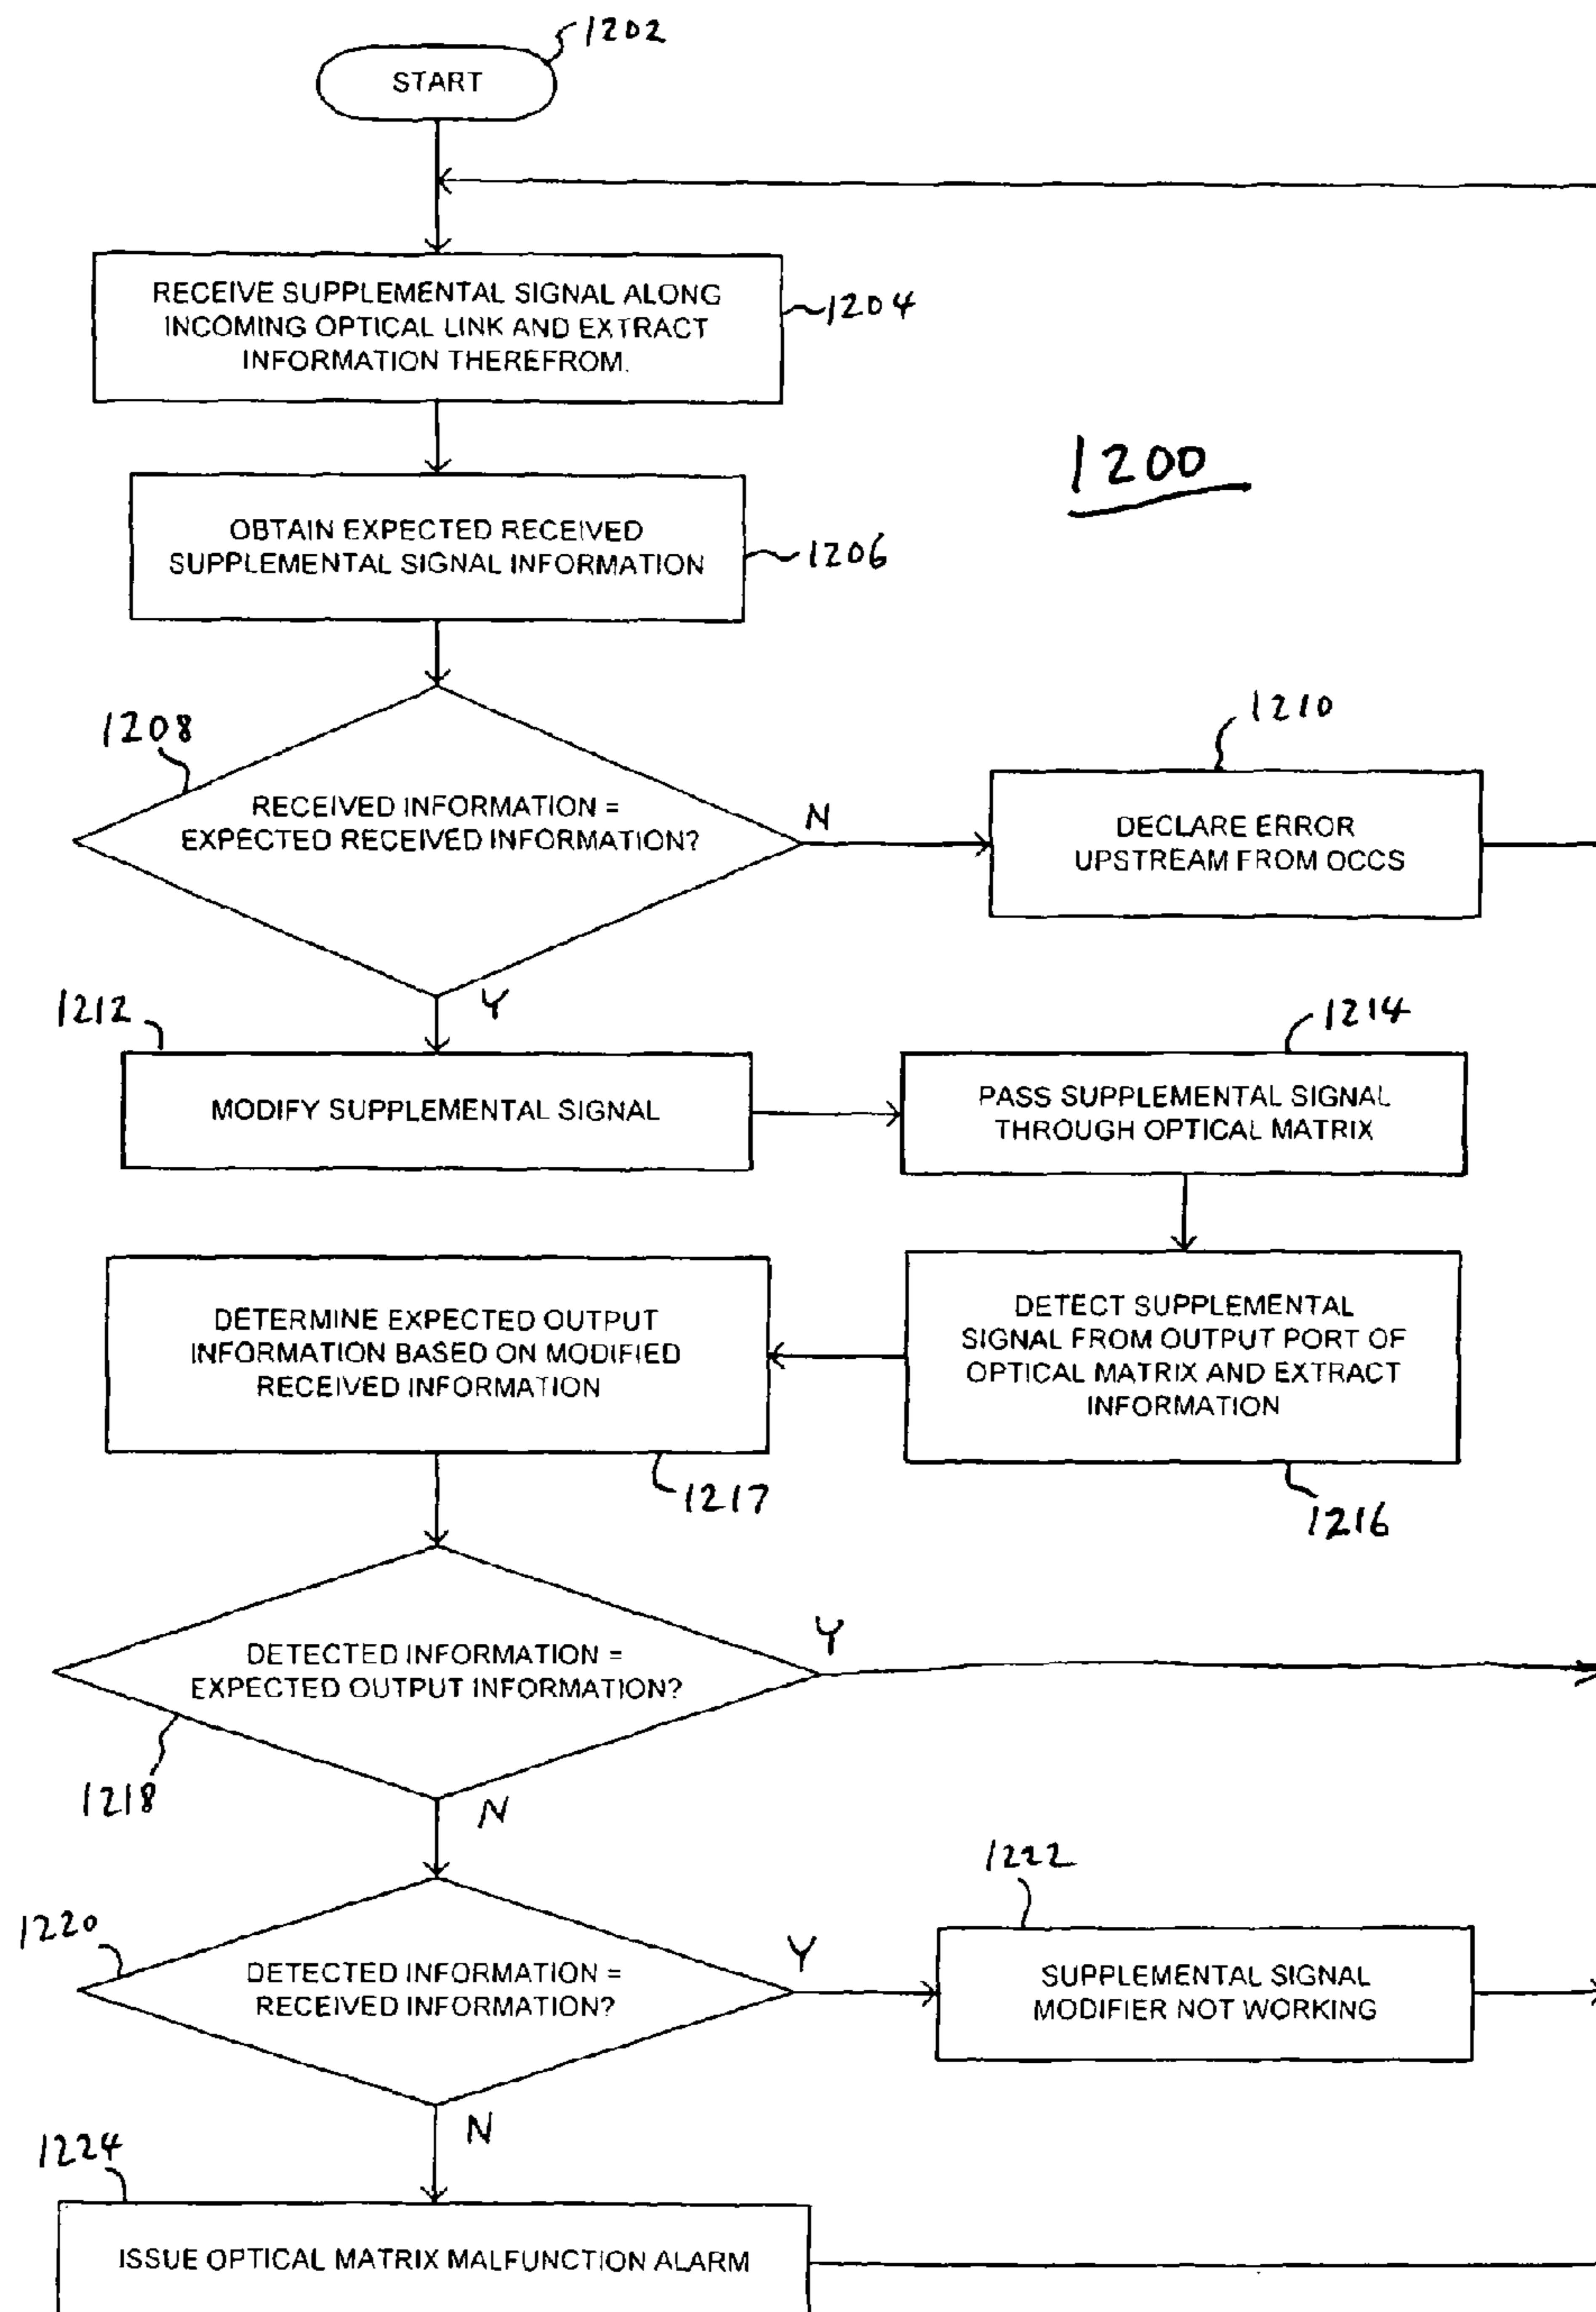 1202
START
RECEIVE SUPPLEMENTAL SIGNAL ALONG
INCOMING OPTICAL LINK AND EXTRACT
INFORMATION THEREFROM.
1204
1200
OBTAIN EXPECTED RECEIVED
SUPPLEMENTAL SIGNAL INFORMATION
1206
1208
RECEIVED INFORMATION =
EXPECTED RECEIVED INFORMATION?
N
1210
DECLARE ERROR
UPSTREAM FROM OCCS
Y
1212
MODIFY SUPPLEMENTAL SIGNAL
1214
PASS SUPPLEMENTAL SIGNAL
THROUGH OPTICAL MATRIX
DETECT SUPPLEMENTAL
SIGNAL FROM OUTPUT PORT OF
OPTICAL MATRIX AND EXTRACT
INFORMATION
1216
DETERMINE EXPECTED OUTPUT
INFORMATION BASED ON MODIFIED
RECEIVED INFORMATION
1217
DETECTED INFORMATION =
EXPECTED OUTPUT INFORMATION?
Y
1218
N
1220
DETECTED INFORMATION =
RECEIVED INFORMATION?
Y
1222
SUPPLEMENTAL SIGNAL
MODIFIER NOT WORKING
N
1224
ISSUE OPTICAL MATRIX MALFUNCTION ALARM